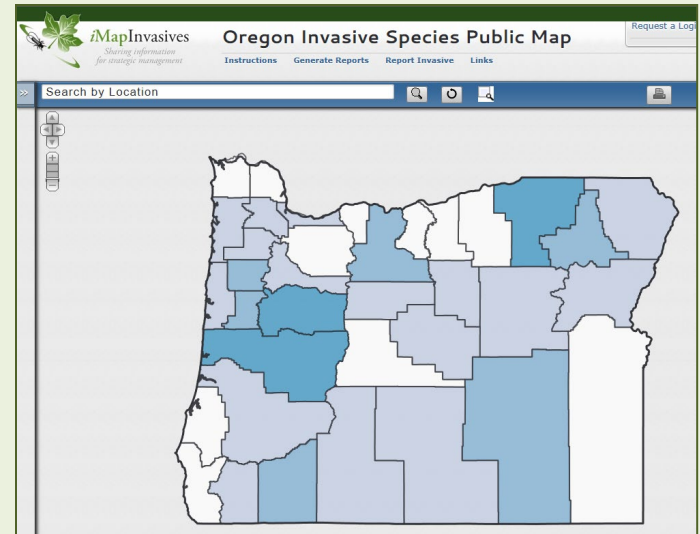 iMapInvasives
Sharing information
for strategic management
Oregon Invasive Species Public Map
Request a Logi
Instructions Generate Reports Report Invasive Links
»
Search by Location